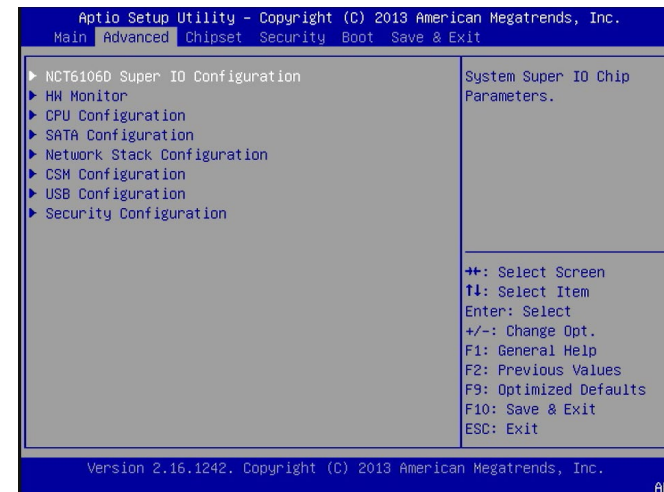 Aptio Setup Utility – Copyright (C) 2013 American Megatrends, Inc.
Main Advanced Chipset Security Boot Save & Exit
▶ NCT6106D Super IO Configuration
▶ HW Monitor
▶ CPU Configuration
▶ SATA Configuration
▶ Network Stack Configuration
▶ CSM Configuration
▶ USB Configuration
▶ Security Configuration
System Super IO Chip
Parameters.
→←: Select Screen
↑↓: Select Item
Enter: Select
+/-: Change Opt.
F1: General Help
F2: Previous Values
F9: Optimized Defaults
F10: Save & Exit
ESC: Exit
Version 2.16.1242. Copyright (C) 2013 American Megatrends, Inc.